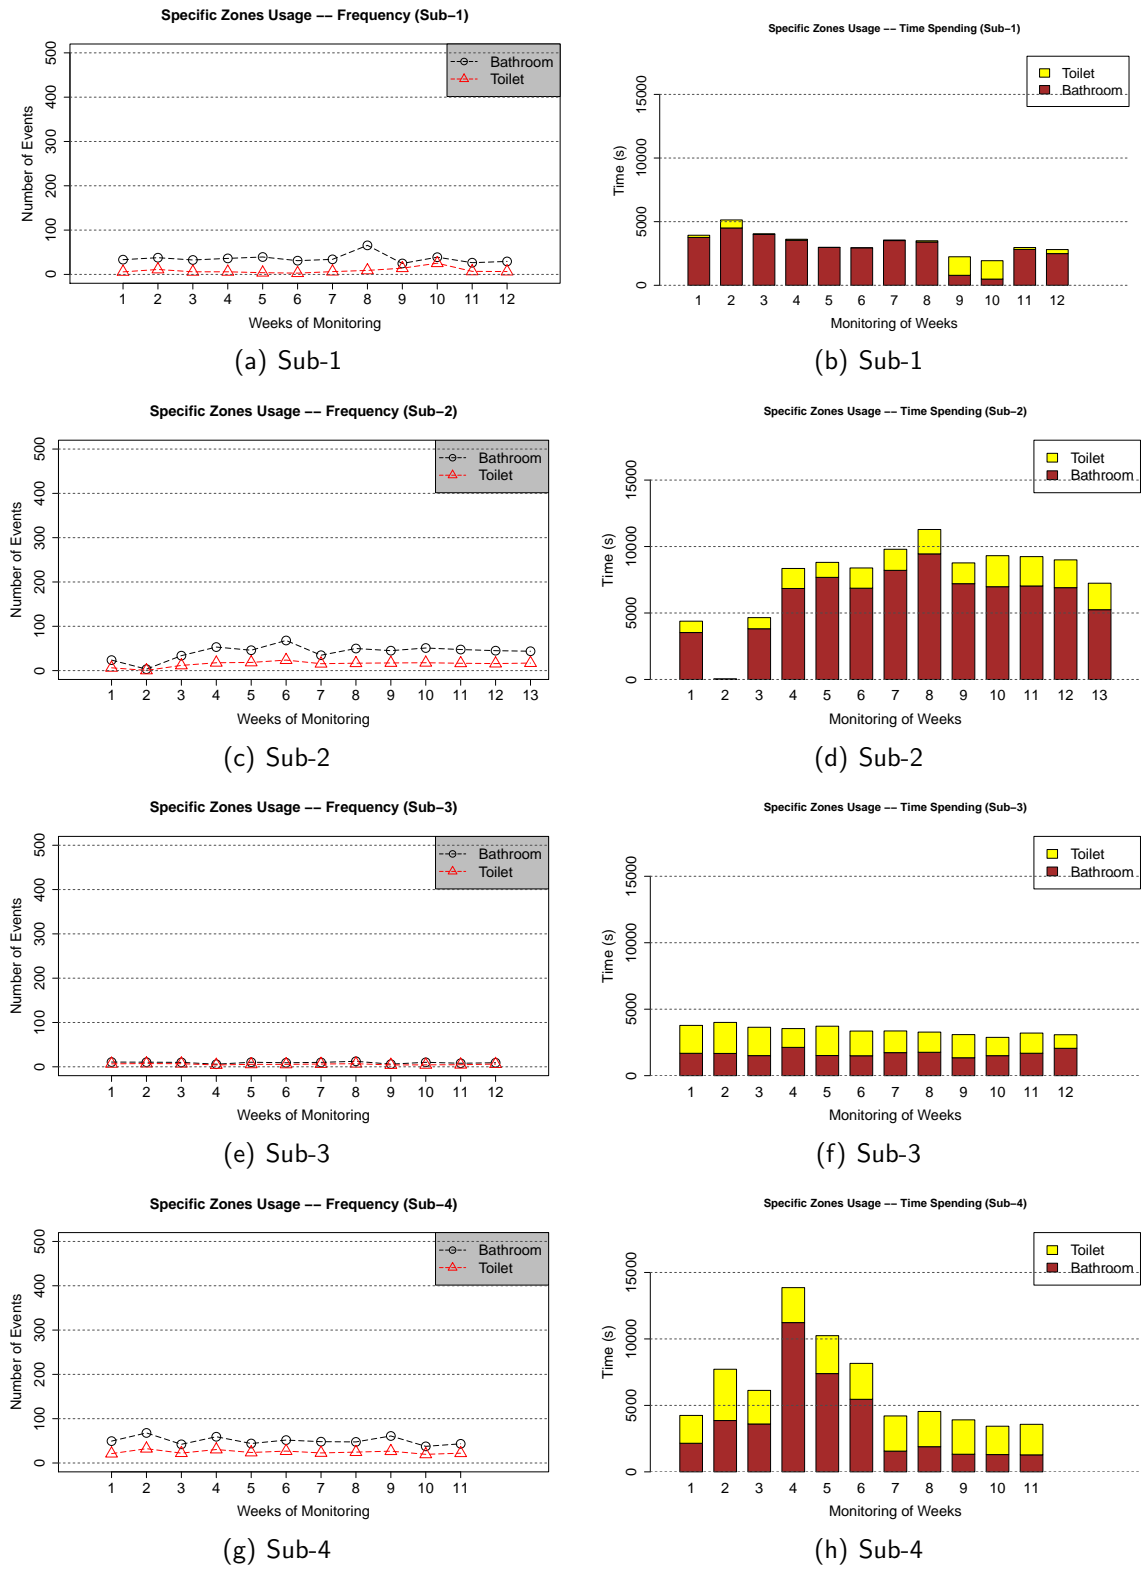 Specific Zones Usage −− Frequency (Sub−1)
Number of Events
0 100 200 300 400 500
Bathroom
Toilet
1 2 3 4 5 6 7 8 9 10 11 12
Weeks of Monitoring
(a) Sub-1
Specific Zones Usage −− Time Spending (Sub−1)
Time (s)
0 5000 10000 15000
Toilet
Bathroom
1 2 3 4 5 6 7 8 9 10 11 12
Monitoring of Weeks
(b) Sub-1
Specific Zones Usage −− Frequency (Sub−2)
Number of Events
0 100 200 300 400 500
Bathroom
Toilet
1 2 3 4 5 6 7 8 9 10 11 12 13
Weeks of Monitoring
(c) Sub-2
Specific Zones Usage −− Time Spending (Sub−2)
Time (s)
0 5000 10000 15000
Toilet
Bathroom
1 2 3 4 5 6 7 8 9 10 11 12 13
Monitoring of Weeks
(d) Sub-2
Specific Zones Usage −− Frequency (Sub−3)
Number of Events
0 100 200 300 400 500
Bathroom
Toilet
1 2 3 4 5 6 7 8 9 10 11 12
Weeks of Monitoring
(e) Sub-3
Specific Zones Usage −− Time Spending (Sub−3)
Time (s)
0 5000 10000 15000
Toilet
Bathroom
1 2 3 4 5 6 7 8 9 10 11 12
Monitoring of Weeks
(f) Sub-3
Specific Zones Usage −− Frequency (Sub−4)
Number of Events
0 100 200 300 400 500
Bathroom
Toilet
1 2 3 4 5 6 7 8 9 10 11
Weeks of Monitoring
(g) Sub-4
Specific Zones Usage −− Time Spending (Sub−4)
Time (s)
0 5000 10000 15000
Toilet
Bathroom
1 2 3 4 5 6 7 8 9 10 11
Monitoring of Weeks
(h) Sub-4